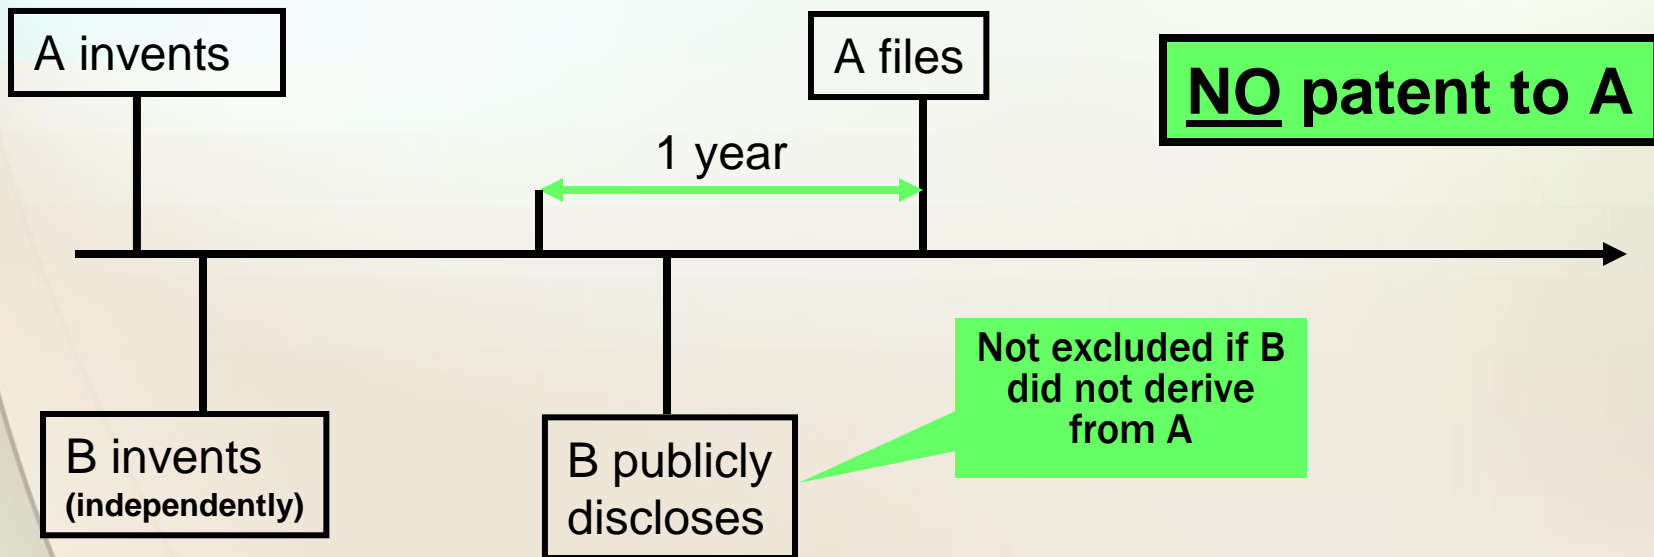 A invents
A files
NO patent to A
1 year
Not excluded if B
did not derive
from A
B invents
(independently)
B publicly
discloses